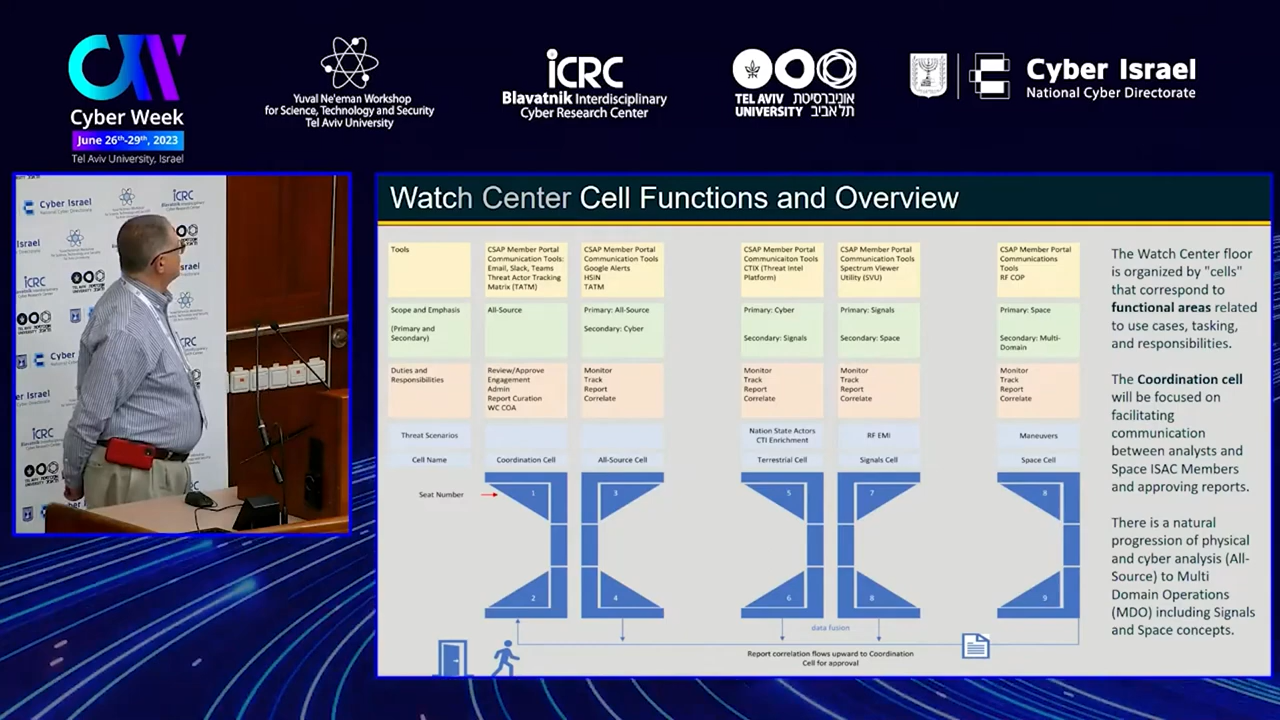 Cyber Week
June 26th-29th, 2023
Tel Aviv University, Israel
Yuval Ne'eman Workshop
for Science, Technology and Security
Tel Aviv University
iCRC
Blavatnik Interdisciplinary
Cyber Research Center
TEL AVIV UNIVERSITY
אוניברסיטת תל אביב
Cyber Israel
National Cyber Directorate
Cyber Israel
National Cyber Directorate
iCRC
Watch Center Cell Functions and Overview
Tools
CSAP Member Portal
Communication Tools:
Email, Slack, Teams
Threat Actor Tracking
Matrix (TATM)
CSAP Member Portal
Communication Tools
Google Alerts
HSIN
TATM
CSAP Member Portal
Communicaiton Tools
CTIX (Threat Intel
Platform)
CSAP Member Portal
Communication Tools
Spectrum Viewer
Utility (SVU)
CSAP Member Portal
Communications
Tools
RF COP
Scope and Emphasis
(Primary and
Secondary)
All-Source
Primary: All-Source
Secondary: Cyber
Primary: Cyber
Secondary: Signals
Primary: Signals
Secondary: Space
Primary: Space
Secondary: Multi-
Domain
Duties and
Responsibilities
Review/Approve
Engagement
Admin
Report Curation
WC COA
Monitor
Track
Report
Correlate
Monitor
Track
Report
Correlate
Monitor
Track
Report
Correlate
Monitor
Track
Report
Correlate
Threat Scenarios
Nation State Actors
CTI Enrichment
RF EMI
Maneuvers
Cell Name
Coordination Cell
All-Source Cell
Terrestrial Cell
Signals Cell
Space Cell
Seat Number
1
3
5
7
8
2
4
6
8
9
data fusion
Report correlation flows upward to Coordination
Cell for approval
The Watch Center floor
is organized by "cells"
that correspond to
functional areas related
to use cases, tasking,
and responsibilities.
The Coordination cell
will be focused on
facilitating
communication
between analysts and
Space ISAC Members
and approving reports.
There is a natural
progression of physical
and cyber analysis (All-
Source) to Multi
Domain Operations
(MDO) including Signals
and Space concepts.